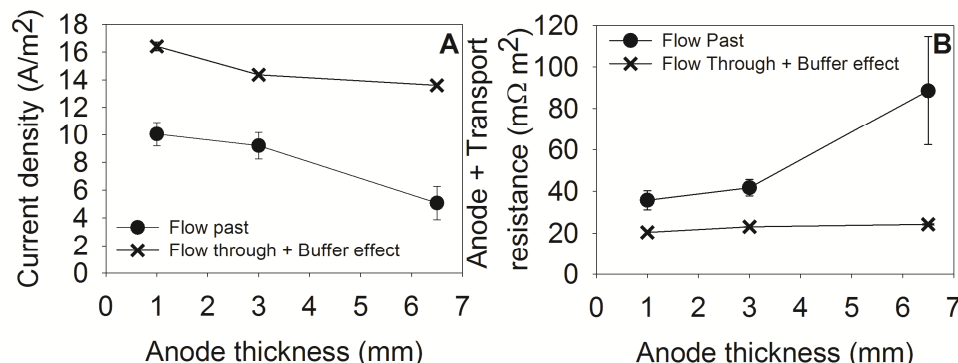 A
Current density (A/m2)
18
16
14
12
10
8
6
4
2
0
Flow past
Flow through + Buffer effect
0 1 2 3 4 5 6 7
Anode thickness (mm)
B
Anode + Transport
resistance (mΩ m2)
120
100
80
60
40
20
0
Flow Past
Flow Through + Buffer effect
0 1 2 3 4 5 6 7
Anode thickness (mm)